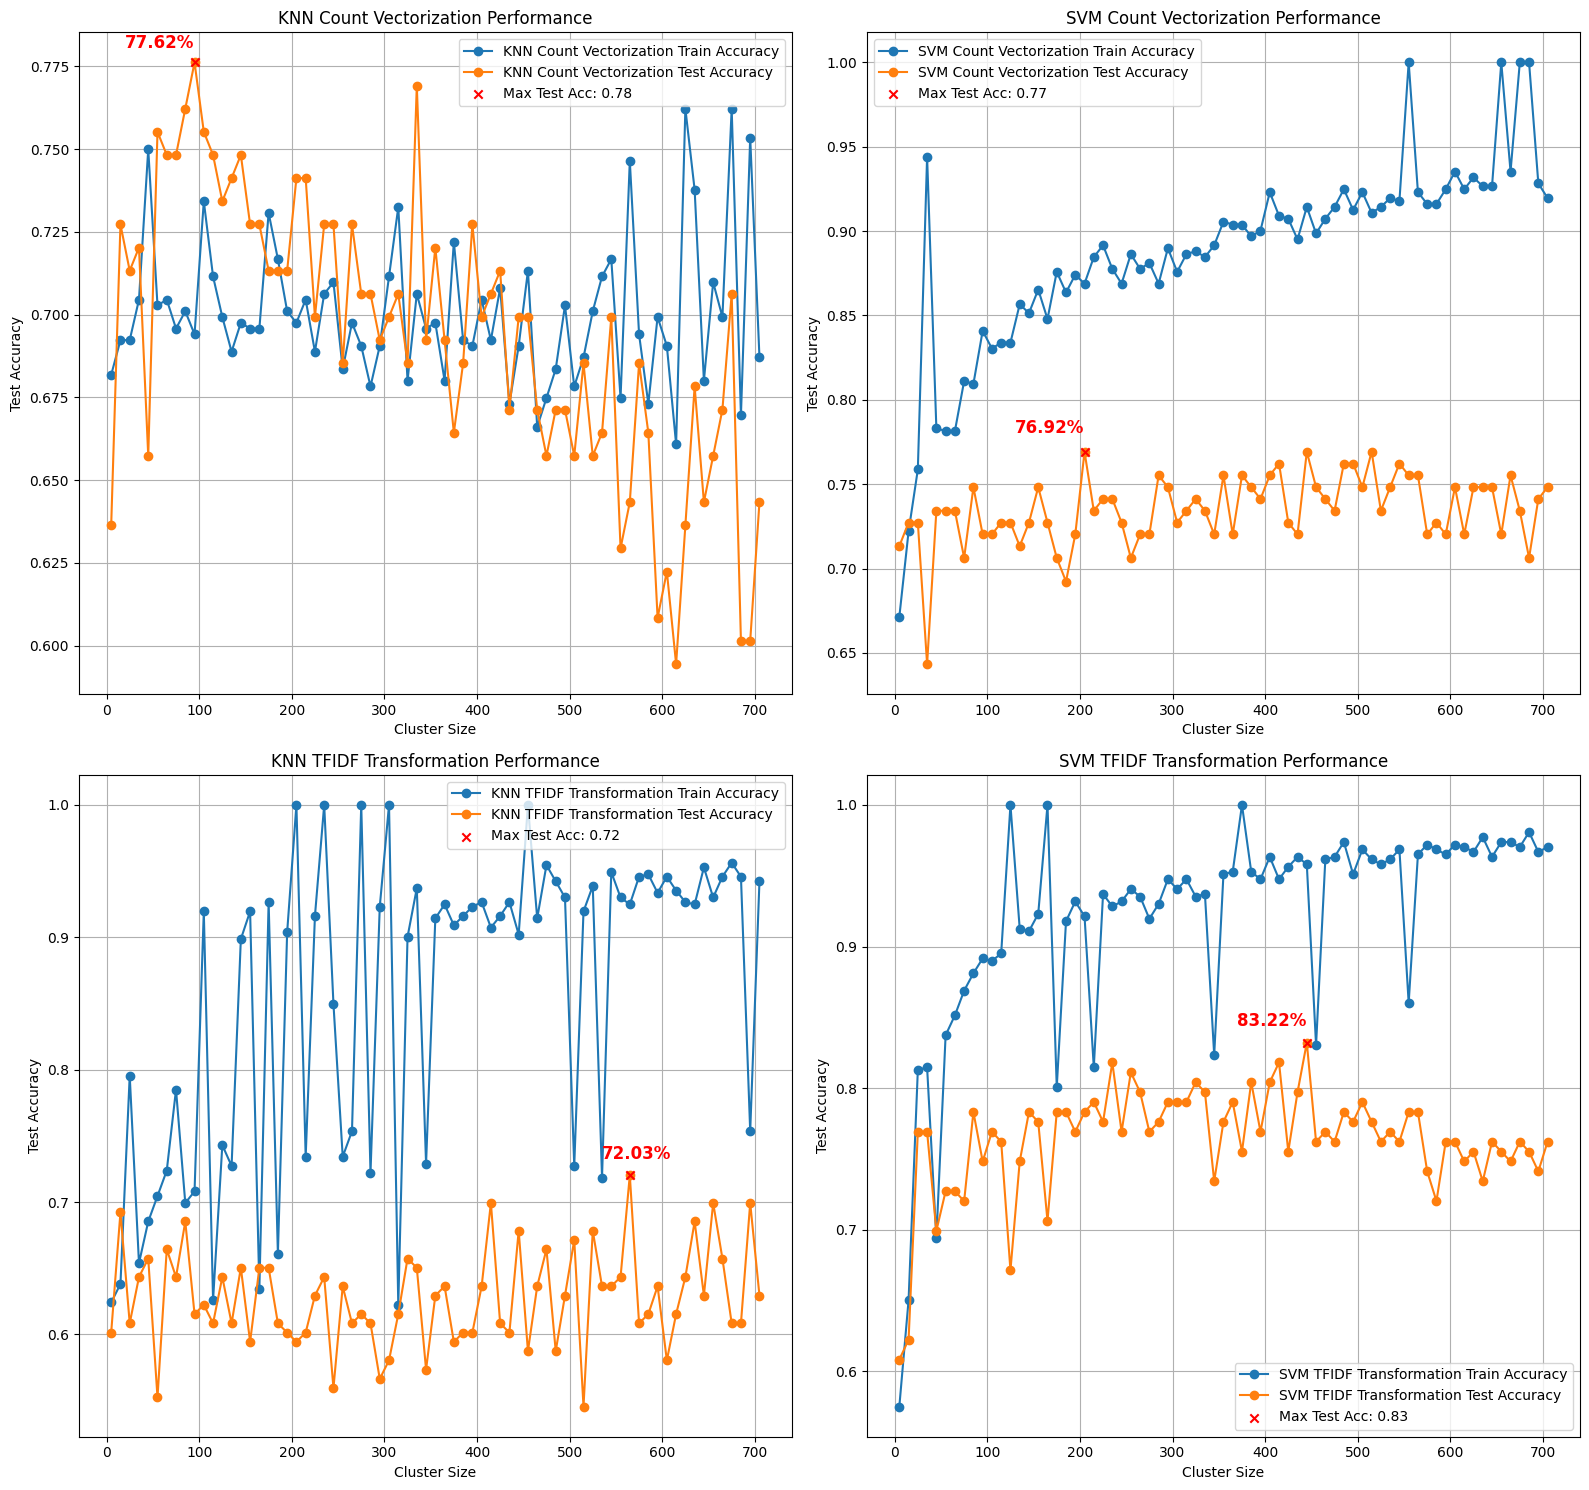 KNN Count Vectorization Performance
77.62%
KNN Count Vectorization Train Accuracy
KNN Count Vectorization Test Accuracy
Max Test Acc: 0.78
Test Accuracy
0.775
0.750
0.725
0.700
0.675
0.650
0.625
0.600
0 100 200 300 400 500 600 700
Cluster Size
SVM Count Vectorization Performance
SVM Count Vectorization Train Accuracy
SVM Count Vectorization Test Accuracy
Max Test Acc: 0.77
76.92%
Test Accuracy
1.00
0.95
0.90
0.85
0.80
0.75
0.70
0.65
0 100 200 300 400 500 600 700
Cluster Size
KNN TFIDF Transformation Performance
KNN TFIDF Transformation Train Accuracy
KNN TFIDF Transformation Test Accuracy
Max Test Acc: 0.72
72.03%
Test Accuracy
1.0
0.9
0.8
0.7
0.6
0 100 200 300 400 500 600 700
Cluster Size
SVM TFIDF Transformation Performance
83.22%
Test Accuracy
1.0
0.9
0.8
0.7
0.6
SVM TFIDF Transformation Train Accuracy
SVM TFIDF Transformation Test Accuracy
Max Test Acc: 0.83
0 100 200 300 400 500 600 700
Cluster Size